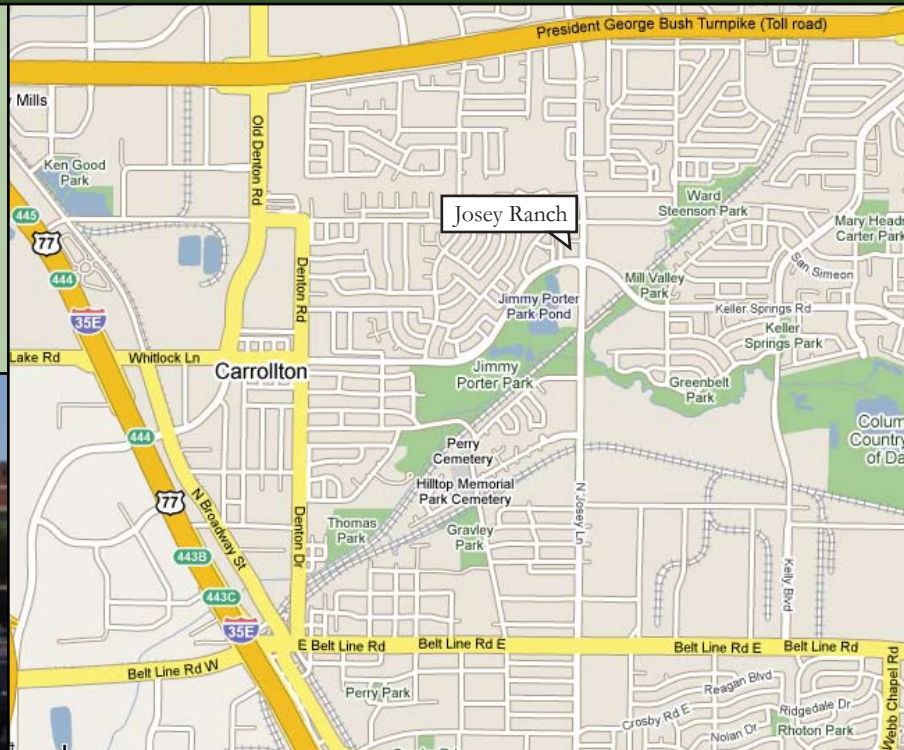 President George Bush Turnpike (Toll road)
Mills
Old Denton Rd
Ken Good
Park
Ward
Steenson Park
Josey Ranch
445
77
Mary Heads
Carter Park
444
Denton Rd
San Simeon
Mill Valley
Park
Jimmy Porter
Park Pond
35E
Keller Springs Rd
Keller
Springs Park
Lake Rd
Whitlock Ln
Carrollton
Jimmy
Porter Park
Greenbelt
Park
444
Colum
Country
of Da
Perry
Cemetery
77
N Broadway St
Hilltop Memorial
Park Cemetery
N Josey Ln
Denton Dr
Thomas
Park
Gravley
Park
443B
Kelly Blvd
443C
35E
E Belt Line Rd
Belt Line Rd E
Belt Line Rd E
Belt Line Rd
Belt Line Rd W
Webb Chapel Rd
Perry Park
Reagan Blvd
Crosby Rd E
Ridgedale Dr
Nolan Dr
Rhoton Park